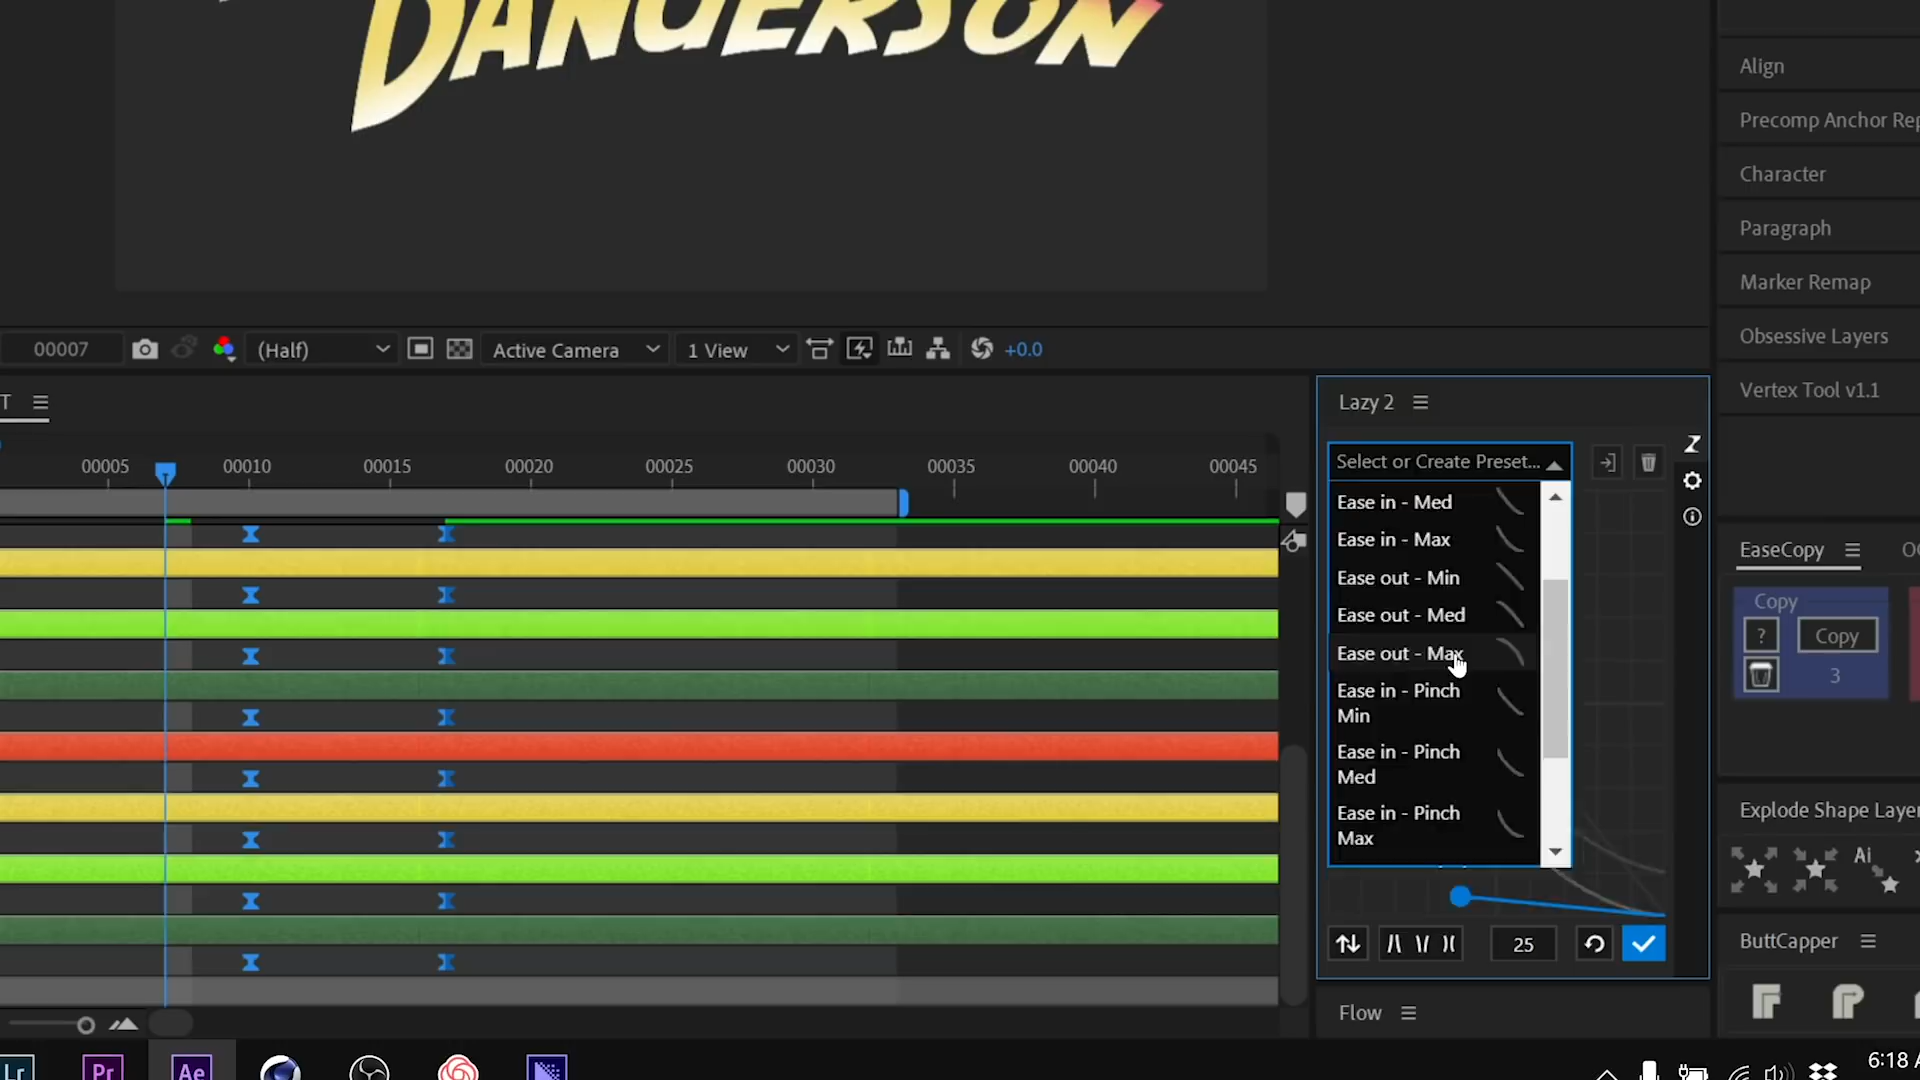 DANGERSON
Align
Precomp Anchor Rep
Character
Paragraph
Marker Remap
Obsessive Layers
Vertex Tool v1.1
00007
(Half)
Active Camera
1 View
+0.0
T
Lazy 2
00005
00010
00015
00020
00025
00030
00035
00040
00045
Select or Create Preset...
Ease in - Med
Ease in - Max
Ease out - Min
Ease out - Med
Ease out - Max
Ease in - Pinch
Min
Ease in - Pinch
Med
Ease in - Pinch
Max
25
Flow
EaseCopy
Copy
?
Copy
3
Explode Shape Layer
Ai
ButtCapper
Lr
Pr
Ae
6:18 A